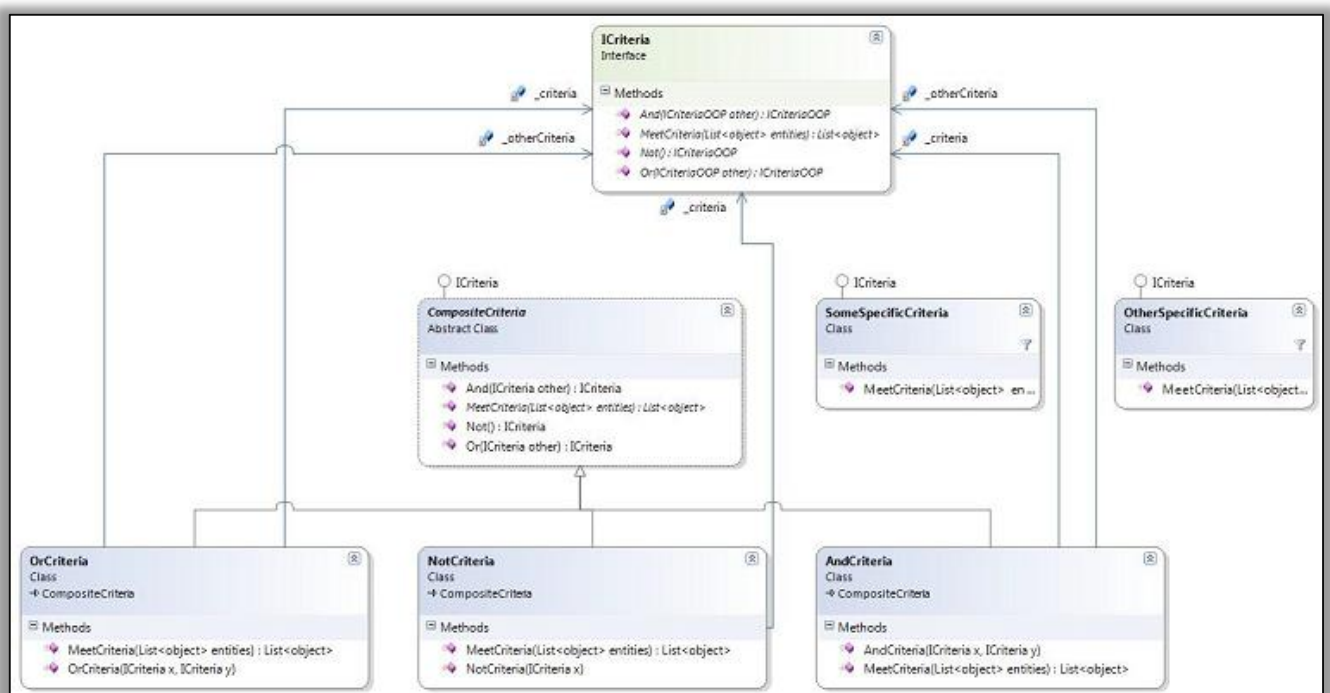 ICriteria
Interface
Methods
And(ICriteriaOOP other) : ICriteriaOOP
MeetCriteria(List<object> entities) : List<object>
Not() : ICriteriaOOP
Or(ICriteriaOOP other) : ICriteriaOOP
_criteria
_otherCriteria
_otherCriteria
_criteria
_criteria
ICriteria
CompositeCriteria
Abstract Class
Methods
And(ICriteria other) : ICriteria
MeetCriteria(List<object> entities) : List<object>
Not() : ICriteria
Or(ICriteria other) : ICriteria
ICriteria
SomeSpecificCriteria
Class
Methods
MeetCriteria(List<object> en...
ICriteria
OtherSpecificCriteria
Class
Methods
MeetCriteria(List<object...
OrCriteria
Class
CompositeCriteria
Methods
MeetCriteria(List<object> entities) : List<object>
OrCriteria(ICriteria x, ICriteria y)
NotCriteria
Class
CompositeCriteria
Methods
MeetCriteria(List<object> entities) : List<object>
NotCriteria(ICriteria x)
AndCriteria
Class
CompositeCriteria
Methods
AndCriteria(ICriteria x, ICriteria y)
MeetCriteria(List<object> entities) : List<object>